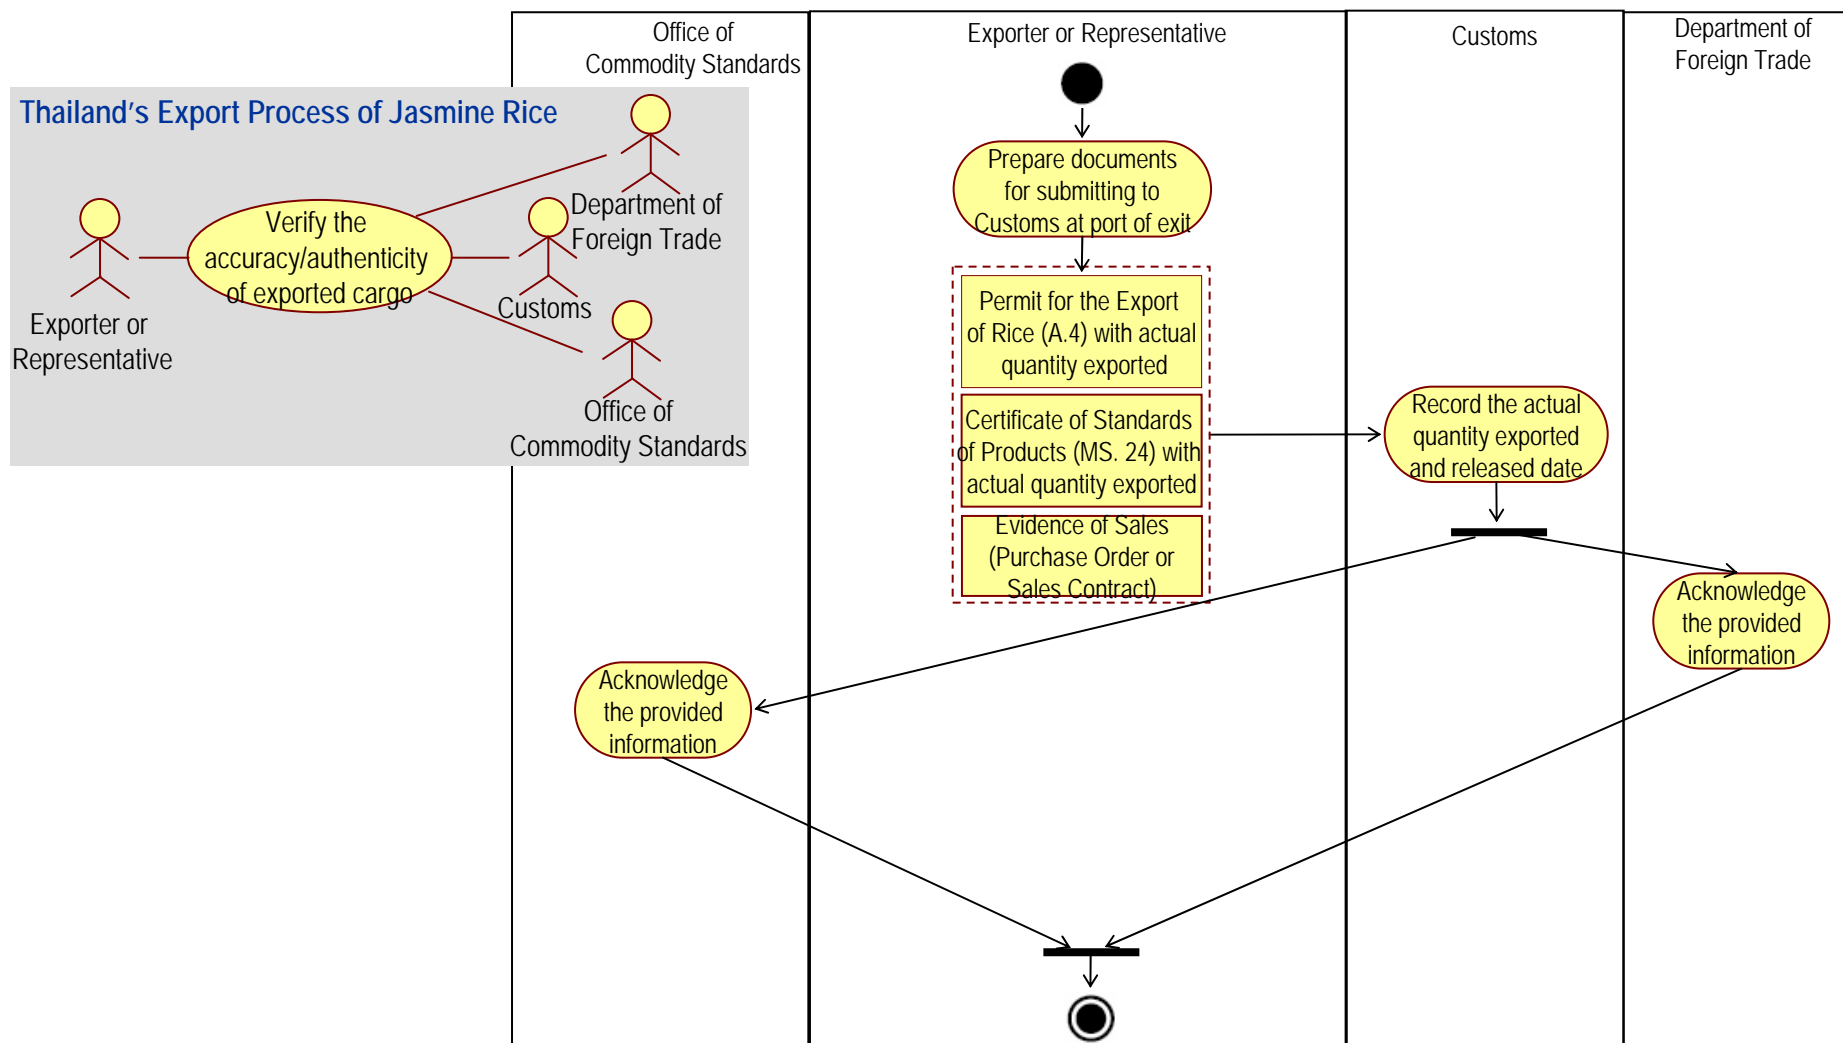 Office of
Commodity Standards
Exporter or Representative
Customs
Department of
Foreign Trade
Thailand's Export Process of Jasmine Rice
Department of
Foreign Trade
Verify the
accuracy/authenticity
of exported cargo
Customs
Exporter or
Representative
Office of
Commodity Standards
Prepare documents
for submitting to
Customs at port of exit
Permit for the Export
of Rice (A.4) with actual
quantity exported
Certificate of Standards
of Products (MS. 24) with
actual quantity exported
Evidence of Sales
(Purchase Order or
Sales Contract)
Record the actual
quantity exported
and released date
Acknowledge
the provided
information
Acknowledge
the provided
information